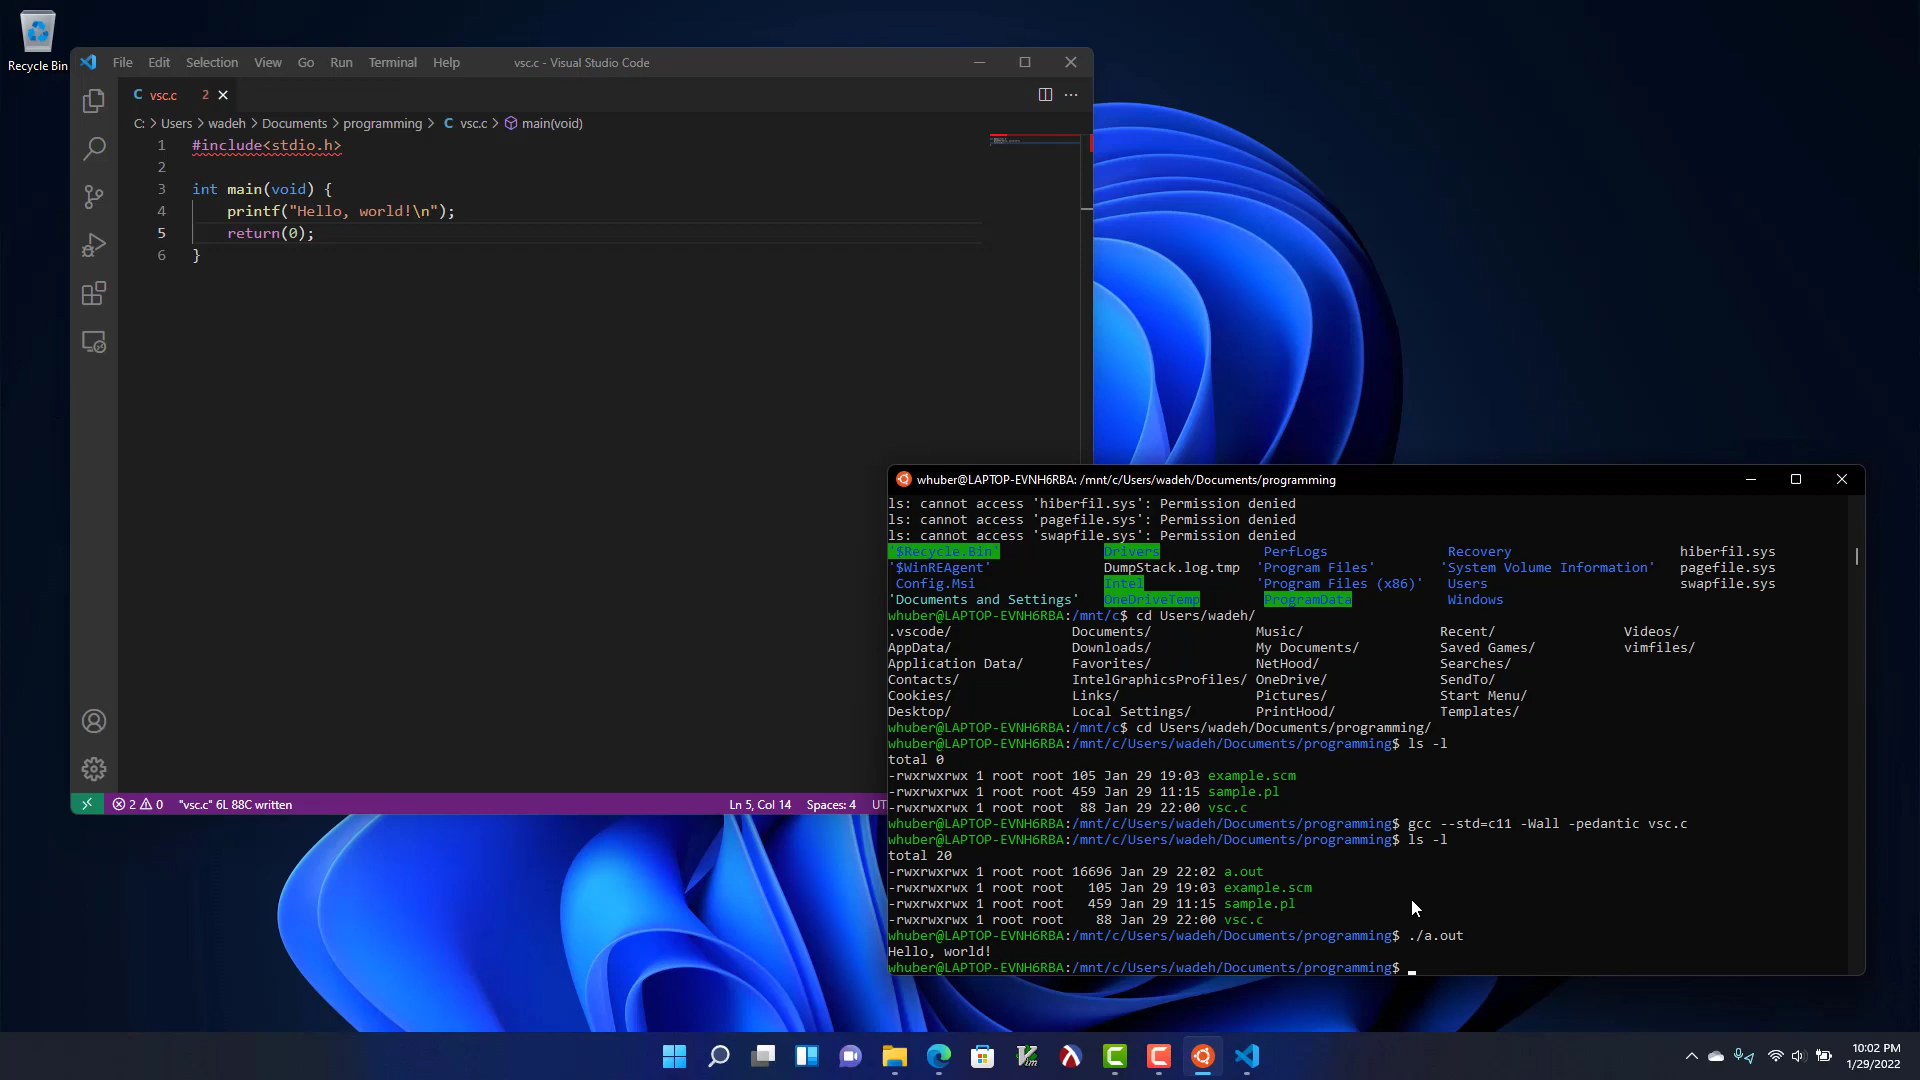 Recycle Bin
File Edit Selection View Go Run Terminal Help vsc.c - Visual Studio Code
C vsc.c 2
C: > Users > wadeh > Documents > programming > C vsc.c > main(void)
1 #include<stdio.h>
2
3 int main(void) {
4 printf("Hello, world!\n");
5 return(0);
6 }
2 0 "vsc.c" 6L 88C written Ln 5, Col 14 Spaces: 4 UT
whuber@LAPTOP-EVNH6RBA: /mnt/c/Users/wadeh/Documents/programming
ls: cannot access 'hiberfil.sys': Permission denied
ls: cannot access 'pagefile.sys': Permission denied
ls: cannot access 'swapfile.sys': Permission denied
'$Recycle.Bin' Drivers PerfLogs Recovery hiberfil.sys
'$WinREAgent' DumpStack.log.tmp 'Program Files' 'System Volume Information' pagefile.sys
Config.Msi Intel 'Program Files (x86)' Users swapfile.sys
'Documents and Settings' OneDriveTemp ProgramData Windows
whuber@LAPTOP-EVNH6RBA:/mnt/c$ cd Users/wadeh/
.vscode/ Documents/ Music/ Recent/ Videos/
AppData/ Downloads/ My Documents/ Saved Games/ vimfiles/
Application Data/ Favorites/ NetHood/ Searches/
Contacts/ IntelGraphicsProfiles/ OneDrive/ SendTo/
Cookies/ Links/ Pictures/ Start Menu/
Desktop/ Local Settings/ PrintHood/ Templates/
whuber@LAPTOP-EVNH6RBA:/mnt/c$ cd Users/wadeh/Documents/programming/
whuber@LAPTOP-EVNH6RBA:/mnt/c/Users/wadeh/Documents/programming$ ls -l
total 0
-rwxrwxrwx 1 root root 105 Jan 29 19:03 example.scm
-rwxrwxrwx 1 root root 459 Jan 29 11:15 sample.pl
-rwxrwxrwx 1 root root 88 Jan 29 22:00 vsc.c
whuber@LAPTOP-EVNH6RBA:/mnt/c/Users/wadeh/Documents/programming$ gcc --std=c11 -Wall -pedantic vsc.c
whuber@LAPTOP-EVNH6RBA:/mnt/c/Users/wadeh/Documents/programming$ ls -l
total 20
-rwxrwxrwx 1 root root 16696 Jan 29 22:02 a.out
-rwxrwxrwx 1 root root 105 Jan 29 19:03 example.scm
-rwxrwxrwx 1 root root 459 Jan 29 11:15 sample.pl
-rwxrwxrwx 1 root root 88 Jan 29 22:00 vsc.c
whuber@LAPTOP-EVNH6RBA:/mnt/c/Users/wadeh/Documents/programming$ ./a.out
Hello, world!
whuber@LAPTOP-EVNH6RBA:/mnt/c/Users/wadeh/Documents/programming$
10:02 PM
1/29/2022